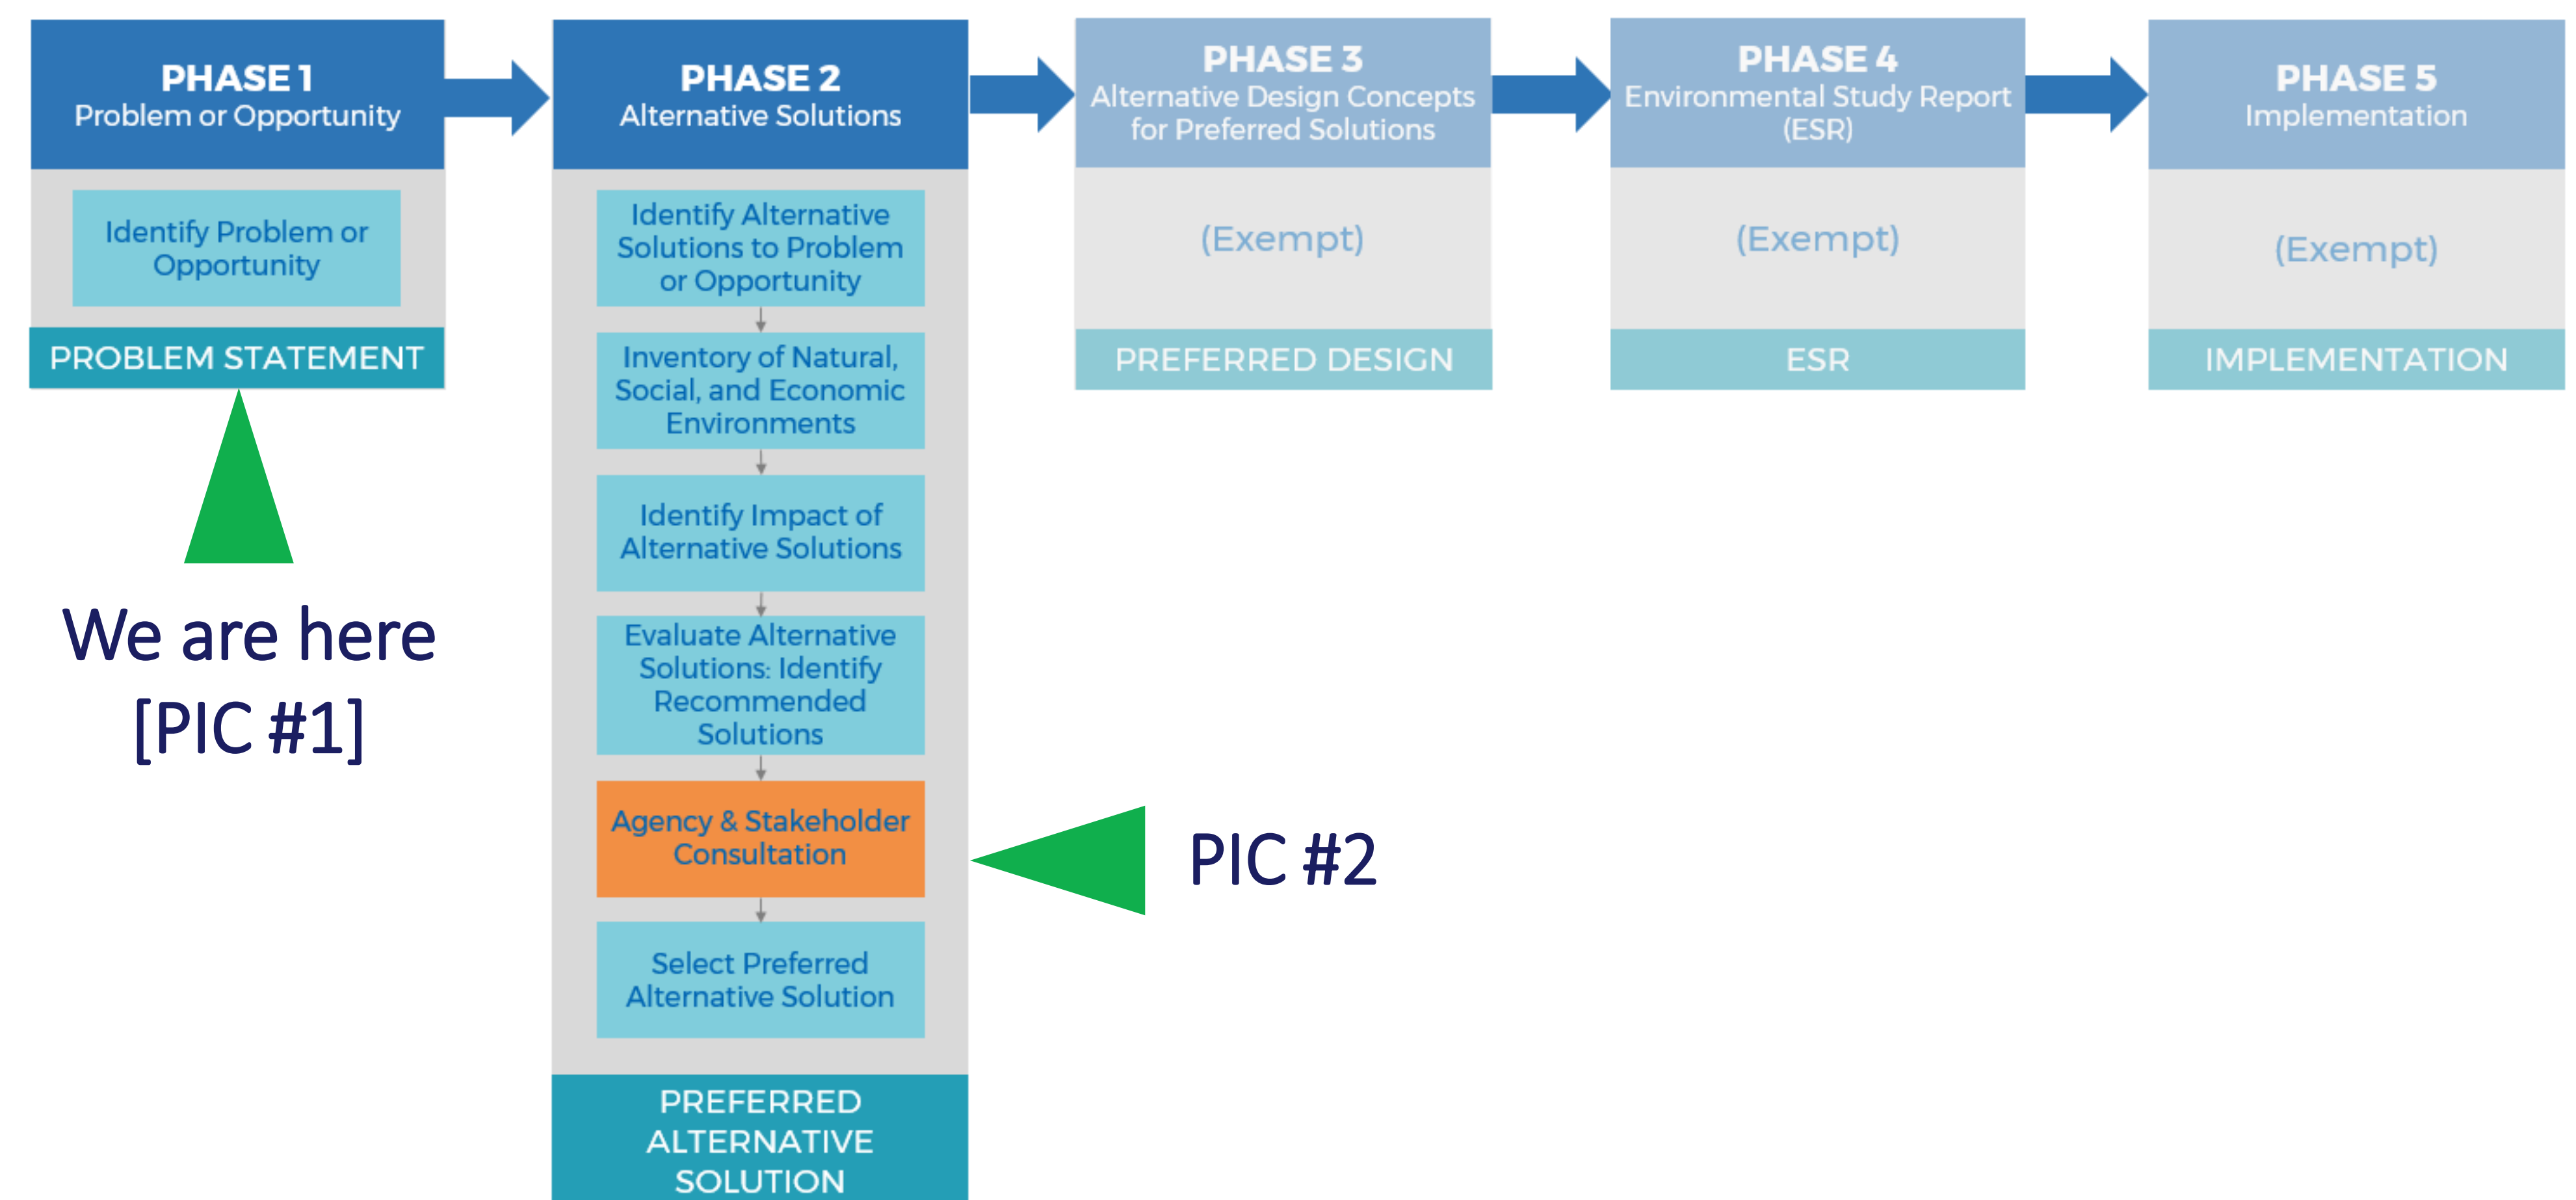 PHASE 1
Problem or Opportunity
Identify Problem or
Opportunity
PROBLEM STATEMENT
We are here
[PIC #1]
PHASE 2
Alternative Solutions
Identify Alternative
Solutions to Problem
or Opportunity
Inventory of Natural,
Social, and Economic
Environments
Identify Impact of
Alternative Solutions
Evaluate Alternative
Solutions: Identify
Recommended
Solutions
Agency & Stakeholder
Consultation
Select Preferred
Alternative Solution
PREFERRED
ALTERNATIVE
SOLUTION
PIC #2
PHASE 3
Alternative Design Concepts
for Preferred Solutions
(Exempt)
PREFERRED DESIGN
PHASE 4
Environmental Study Report
(ESR)
(Exempt)
ESR
PHASE 5
Implementation
(Exempt)
IMPLEMENTATION